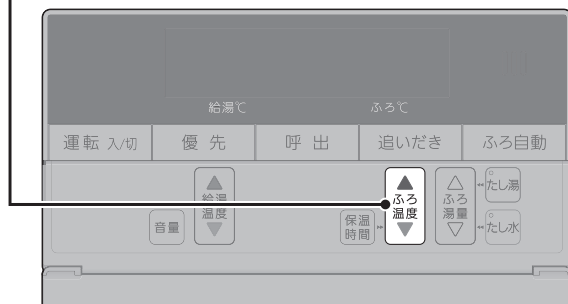 給湯℃ ふろ℃
運転 入/切 優先 呼出 追いだき ふろ自動
給湯
温度
音量
保温
時間
ふろ
温度
ふろ
湯量
たし湯
たし水